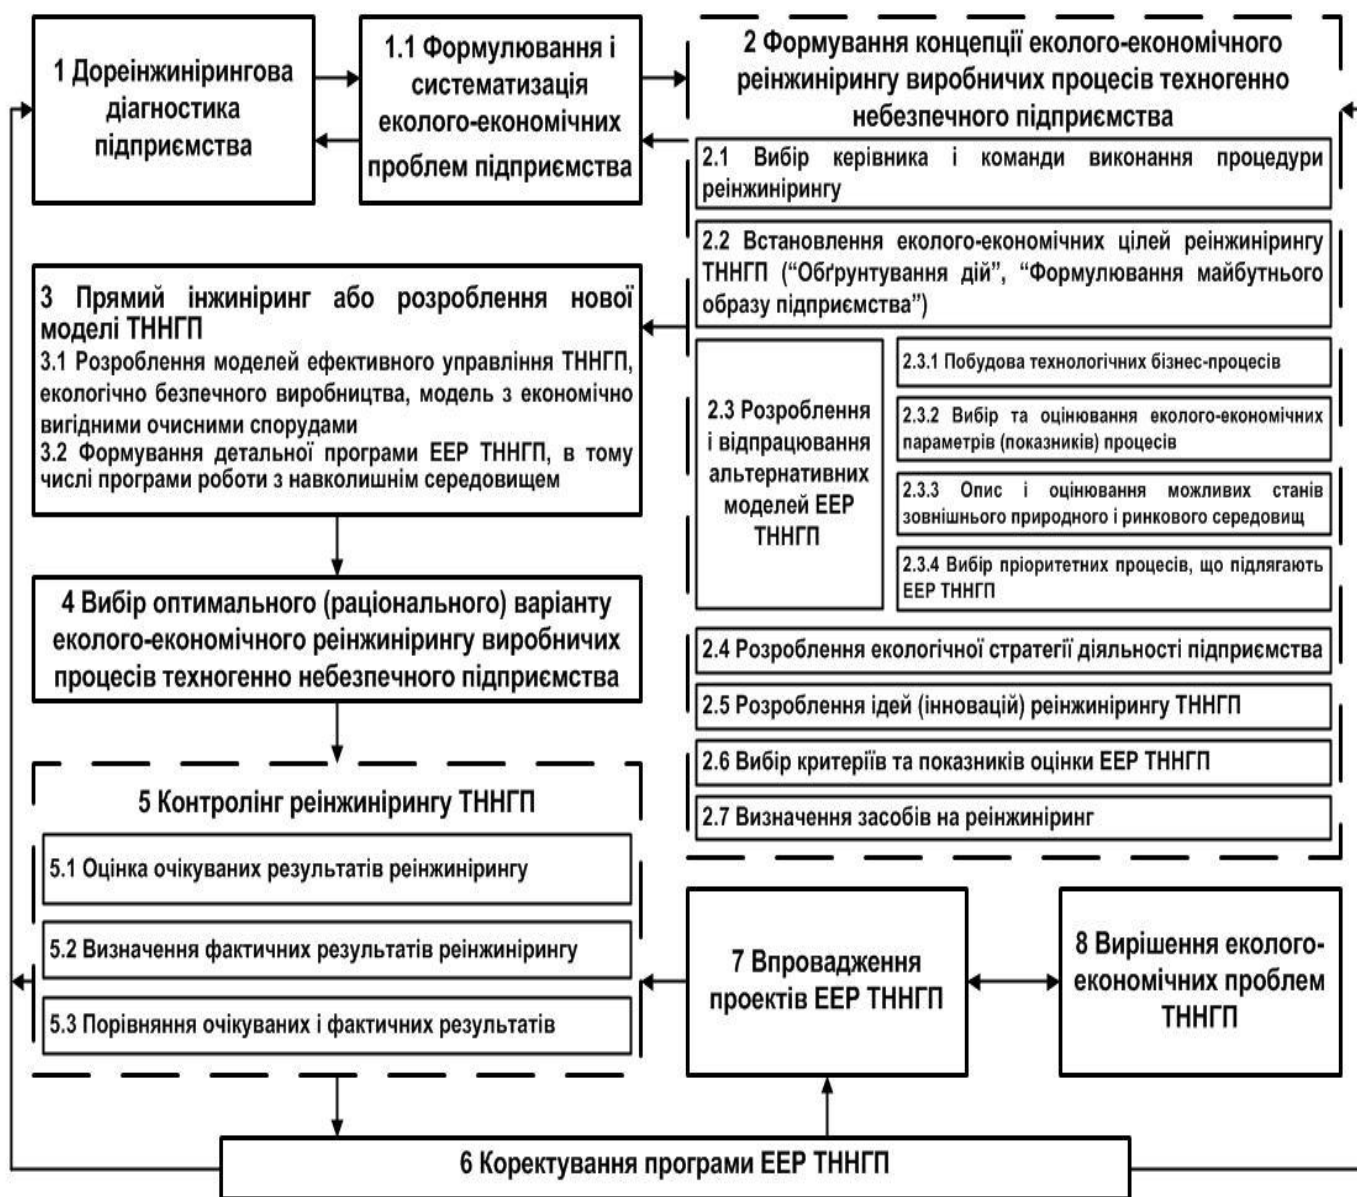 1 Дореінжинірингова
діагностика
підприємства
1.1 Формулювання і
систематизація
еколого-економічних
проблем підприємства
2 Формування концепції еколого-економічного
реінжинірингу виробничих процесів техногенно
небезпечного підприємства
2.1 Вибір керівника і команди виконання процедури
реінжинірингу
2.2 Встановлення еколого-економічних цілей реінжинірингу
ТННГП (“Обґрунтування дій”, “Формулювання майбутнього
образу підприємства”)
2.3 Розроблення
і відпрацювання
альтернативних
моделей ЕЕР
ТННГП
2.3.1 Побудова технологічних бізнес-процесів
2.3.2 Вибір та оцінювання еколого-економічних
параметрів (показників) процесів
2.3.3 Опис і оцінювання можливих станів
зовнішнього природного і ринкового середовищ
2.3.4 Вибір пріоритетних процесів, що підлягають
ЕЕР ТННГП
2.4 Розроблення екологічної стратегії діяльності підприємства
2.5 Розроблення ідей (інновацій) реінжинірингу ТННГП
2.6 Вибір критеріїв та показників оцінки ЕЕР ТННГП
2.7 Визначення засобів на реінжиніринг
3 Прямий інжиніринг або розроблення нової
моделі ТННГП
3.1 Розроблення моделей ефективного управління ТННГП,
екологічно безпечного виробництва, модель з економічно
вигідними очисними спорудами
3.2 Формування детальної програми ЕЕР ТННГП, в тому
числі програми роботи з навколишнім середовищем
4 Вибір оптимального (раціонального) варіанту
еколого-економічного реінжинірингу виробничих
процесів техногенно небезпечного підприємства
5 Контролінг реінжинірингу ТННГП
5.1 Оцінка очікуваних результатів реінжинірингу
5.2 Визначення фактичних результатів реінжинірингу
5.3 Порівняння очікуваних і фактичних результатів
7 Впровадження
проектів ЕЕР ТННГП
8 Вирішення еколого-
економічних проблем
ТННГП
6 Коректування програми ЕЕР ТННГП